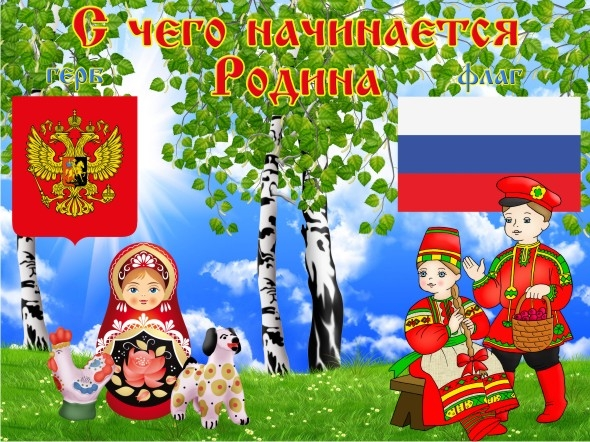 С чего начинается
Родина
герб
флаг